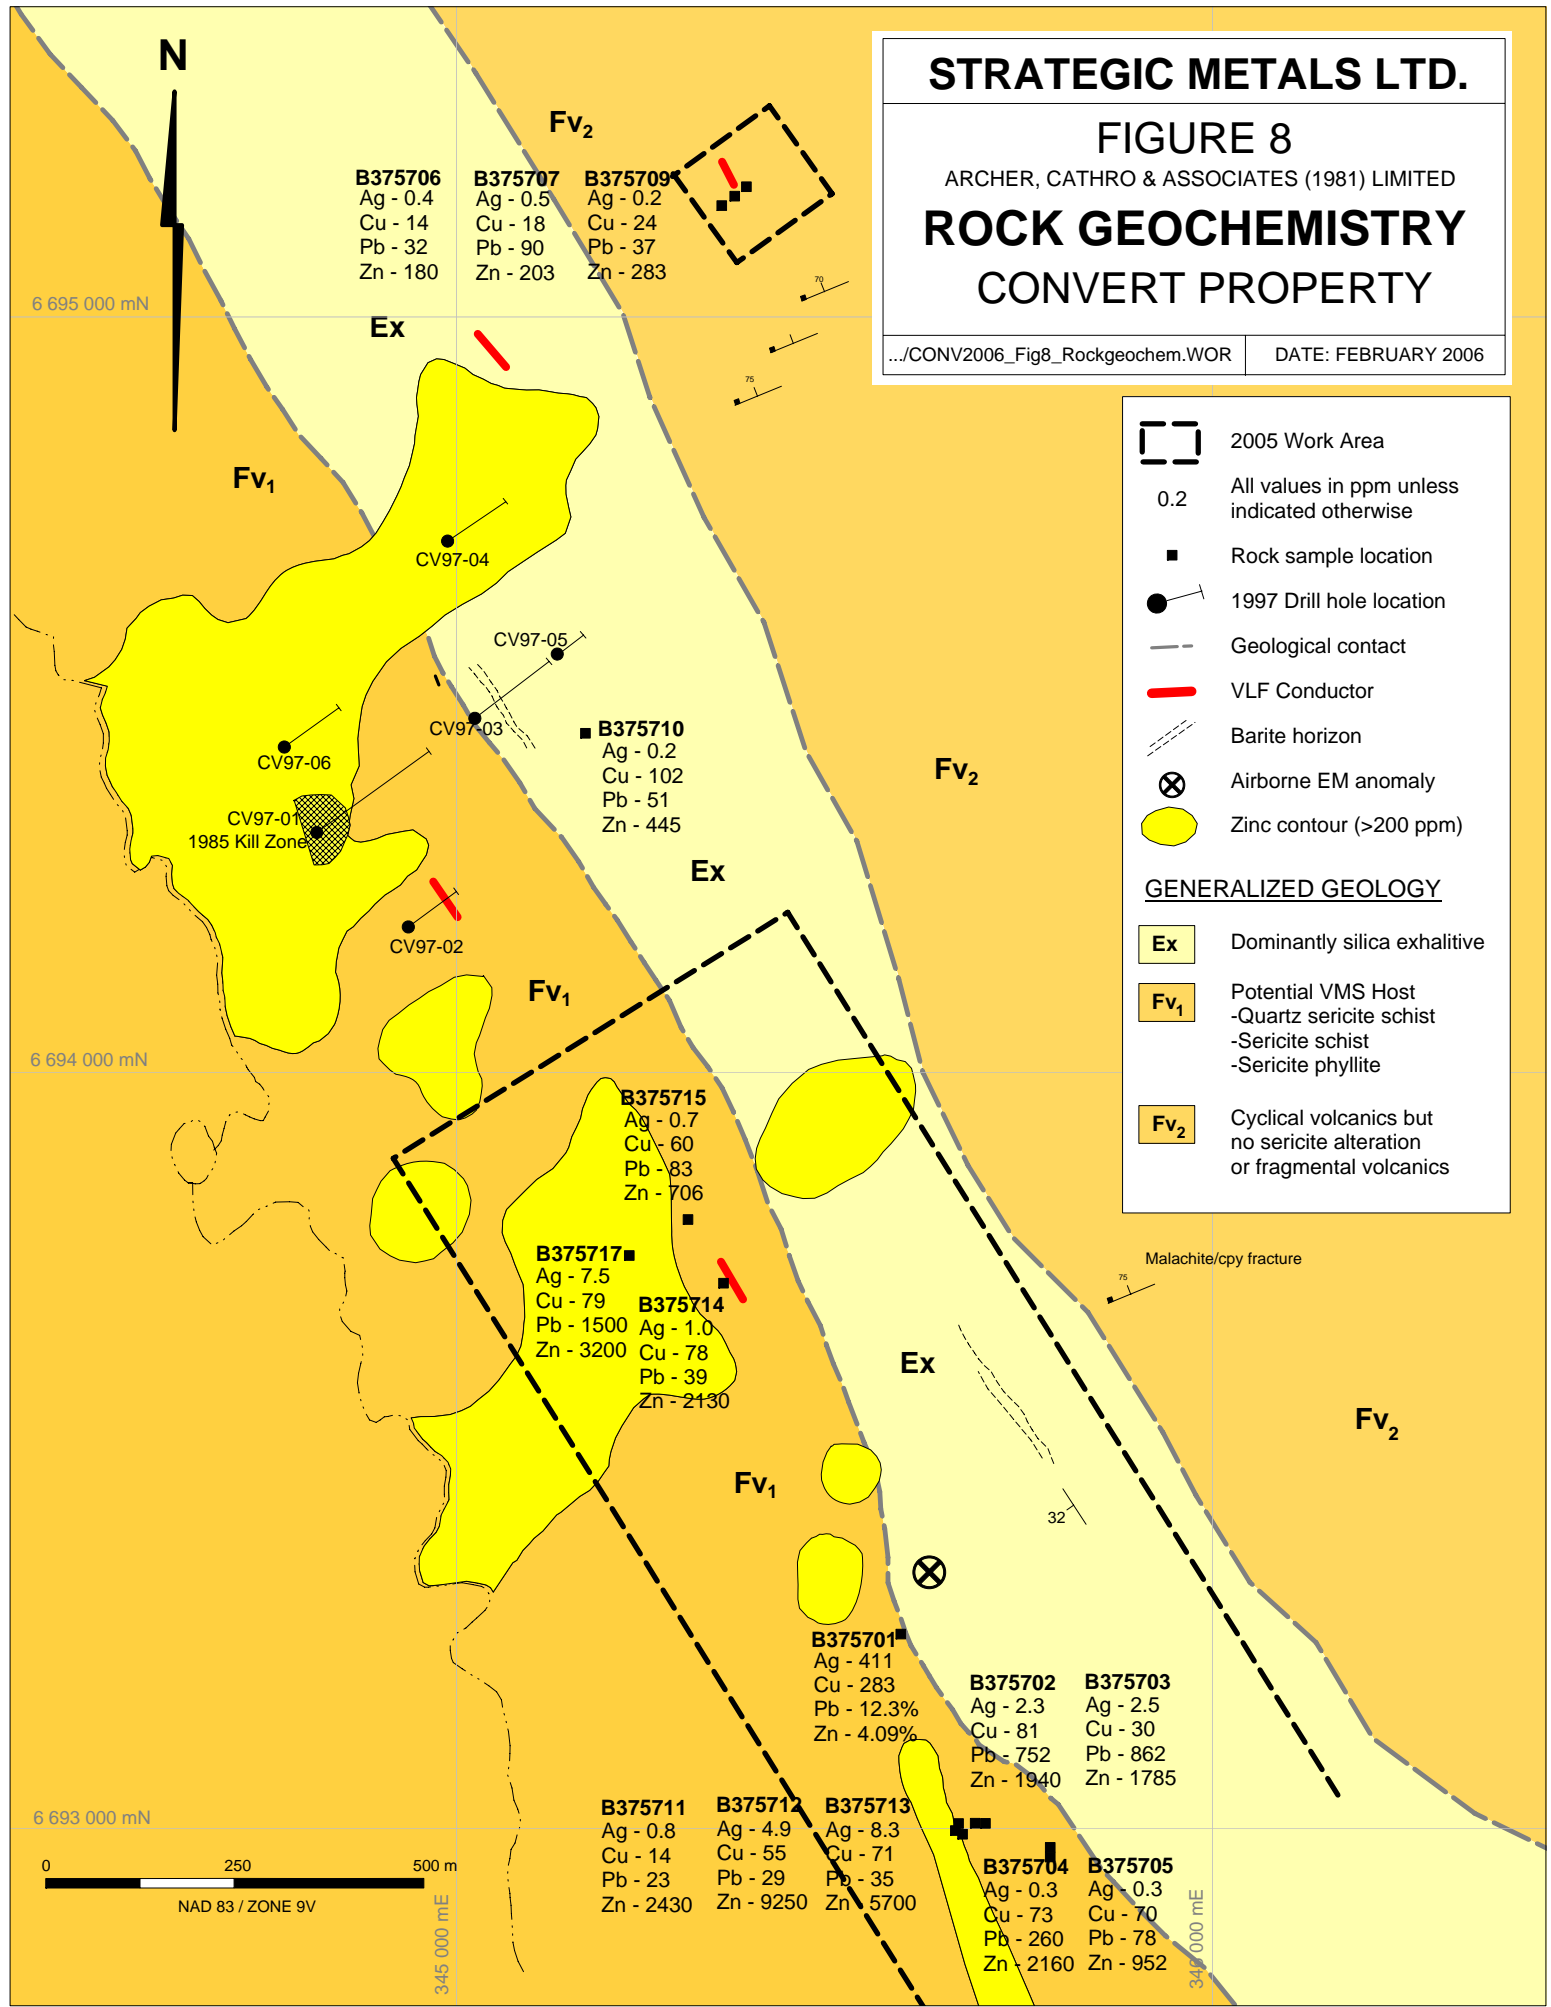 N
STRATEGIC METALS LTD.
FIGURE 8
ARCHER, CATHRO & ASSOCIATES (1981) LIMITED
ROCK GEOCHEMISTRY
CONVERT PROPERTY
.../CONV2006_Fig8_Rockgeochem.WOR
DATE: FEBRUARY 2006
Fv2
B375706
Ag - 0.4
Cu - 14
Pb - 32
Zn - 180
B375707
Ag - 0.5
Cu - 18
Pb - 90
Zn - 203
B375709
Ag - 0.2
Cu - 24
Pb - 37
Zn - 283
70
75
6 695 000 mN
Ex
Fv1
2005 Work Area
0.2
All values in ppm unless
indicated otherwise
Rock sample location
1997 Drill hole location
Geological contact
VLF Conductor
Barite horizon
Airborne EM anomaly
Zinc contour (>200 ppm)
GENERALIZED GEOLOGY
Ex
Dominantly silica exhalitive
Fv1
Potential VMS Host
-Quartz sericite schist
-Sericite schist
-Sericite phyllite
Fv2
Cyclical volcanics but
no sericite alteration
or fragmental volcanics
CV97-04
CV97-05
CV97-03
CV97-06
CV97-01
1985 Kill Zone
CV97-02
B375710
Ag - 0.2
Cu - 102
Pb - 51
Zn - 445
Fv2
Ex
Fv1
6 694 000 mN
B375715
Ag - 0.7
Cu - 60
Pb - 83
Zn - 706
B375717
Ag - 7.5
Cu - 79
Pb - 1500
Zn - 3200
B375714
Ag - 1.0
Cu - 78
Pb - 39
Zn - 2130
Malachite/cpy fracture
75
Ex
Fv2
Fv1
32
B375701
Ag - 411
Cu - 283
Pb - 12.3%
Zn - 4.09%
B375702
Ag - 2.3
Cu - 81
Pb - 752
Zn - 1940
B375703
Ag - 2.5
Cu - 30
Pb - 862
Zn - 1785
6 693 000 mN
B375711
Ag - 0.8
Cu - 14
Pb - 23
Zn - 2430
B375712
Ag - 4.9
Cu - 55
Pb - 29
Zn - 9250
B375713
Ag - 8.3
Cu - 71
Pb - 35
Zn - 5700
B375704
Ag - 0.3
Cu - 73
Pb - 260
Zn - 2160
B375705
Ag - 0.3
Cu - 70
Pb - 78
Zn - 952
0 250 500 m
NAD 83 / ZONE 9V
345 000 mE
346 000 mE